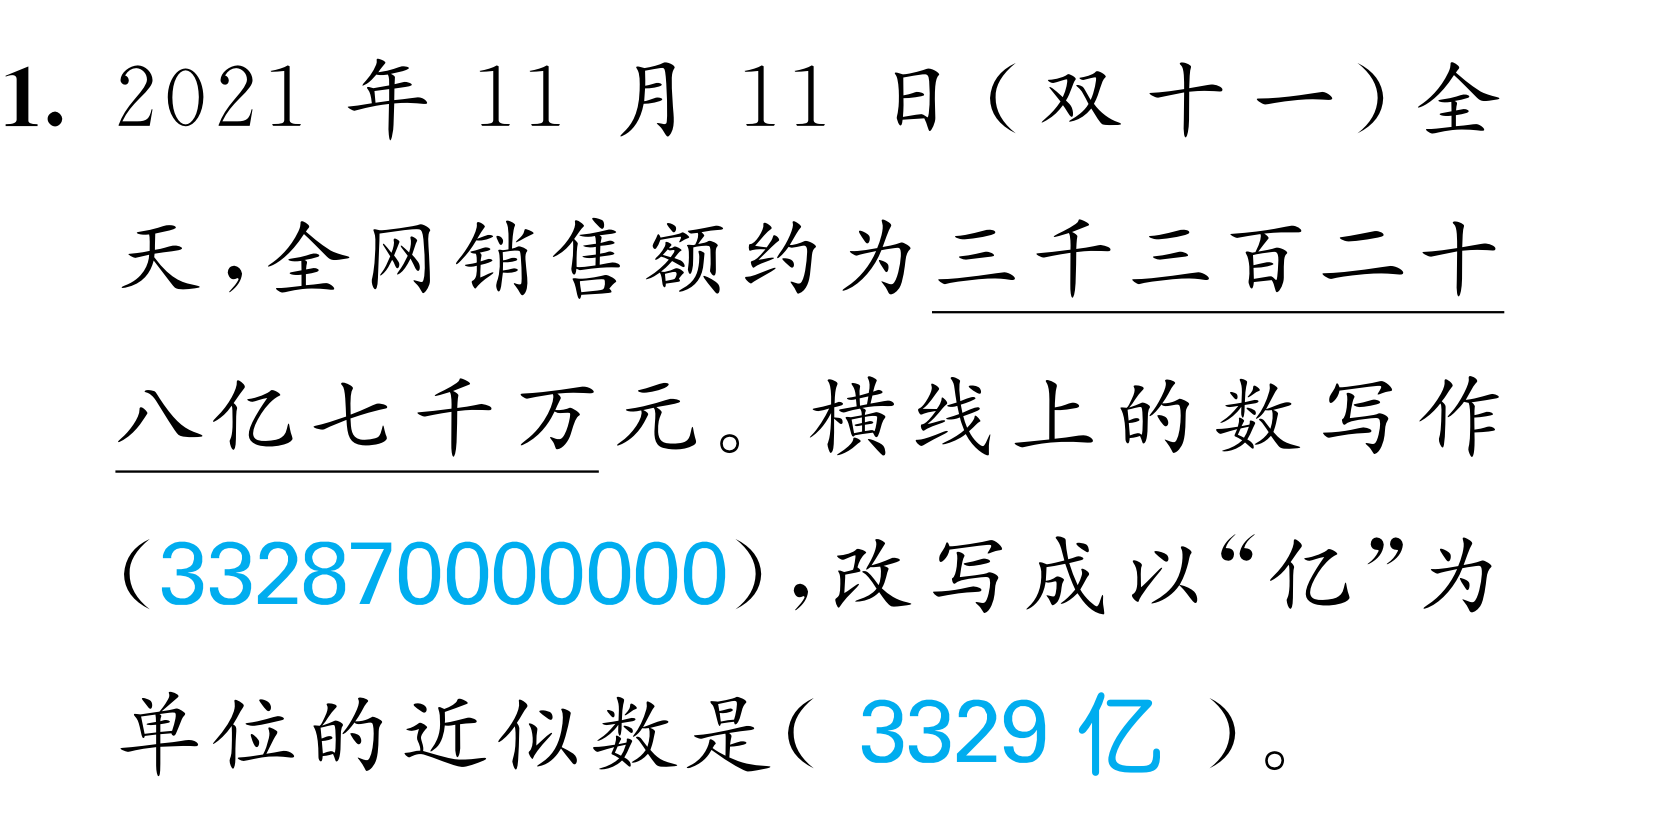 1. 2021 年 11 月 11 日(双十一)全
天,全网销售额约为三千三百二十
八亿七千万元。横线上的数写作
(332870000000),改写成以“亿”为
单位的近似数是( 3329 亿 )。